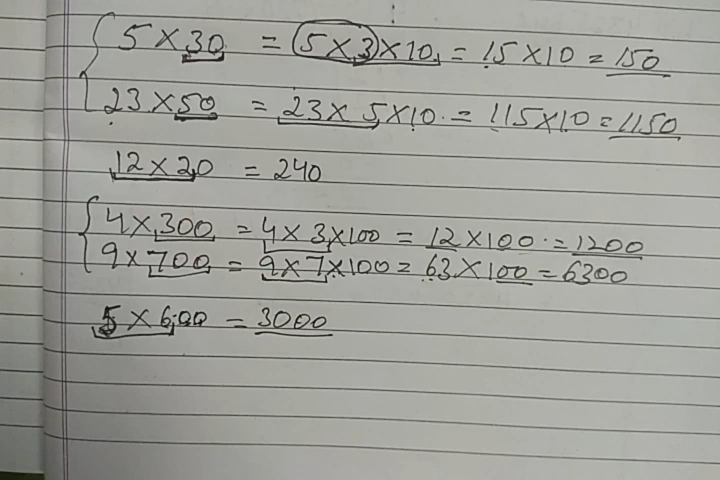 5 × 30 = (5 × 3) × 10 = 15 × 10 = 150
23 × 50 = 23 × 5 × 10 = 115 × 10 = 1150
12 × 20 = 240
4 × 300 = 4 × 3 × 100 = 12 × 100 = 1200
9 × 700 = 9 × 7 × 100 = 63 × 100 = 6300
5 × 600 = 3000